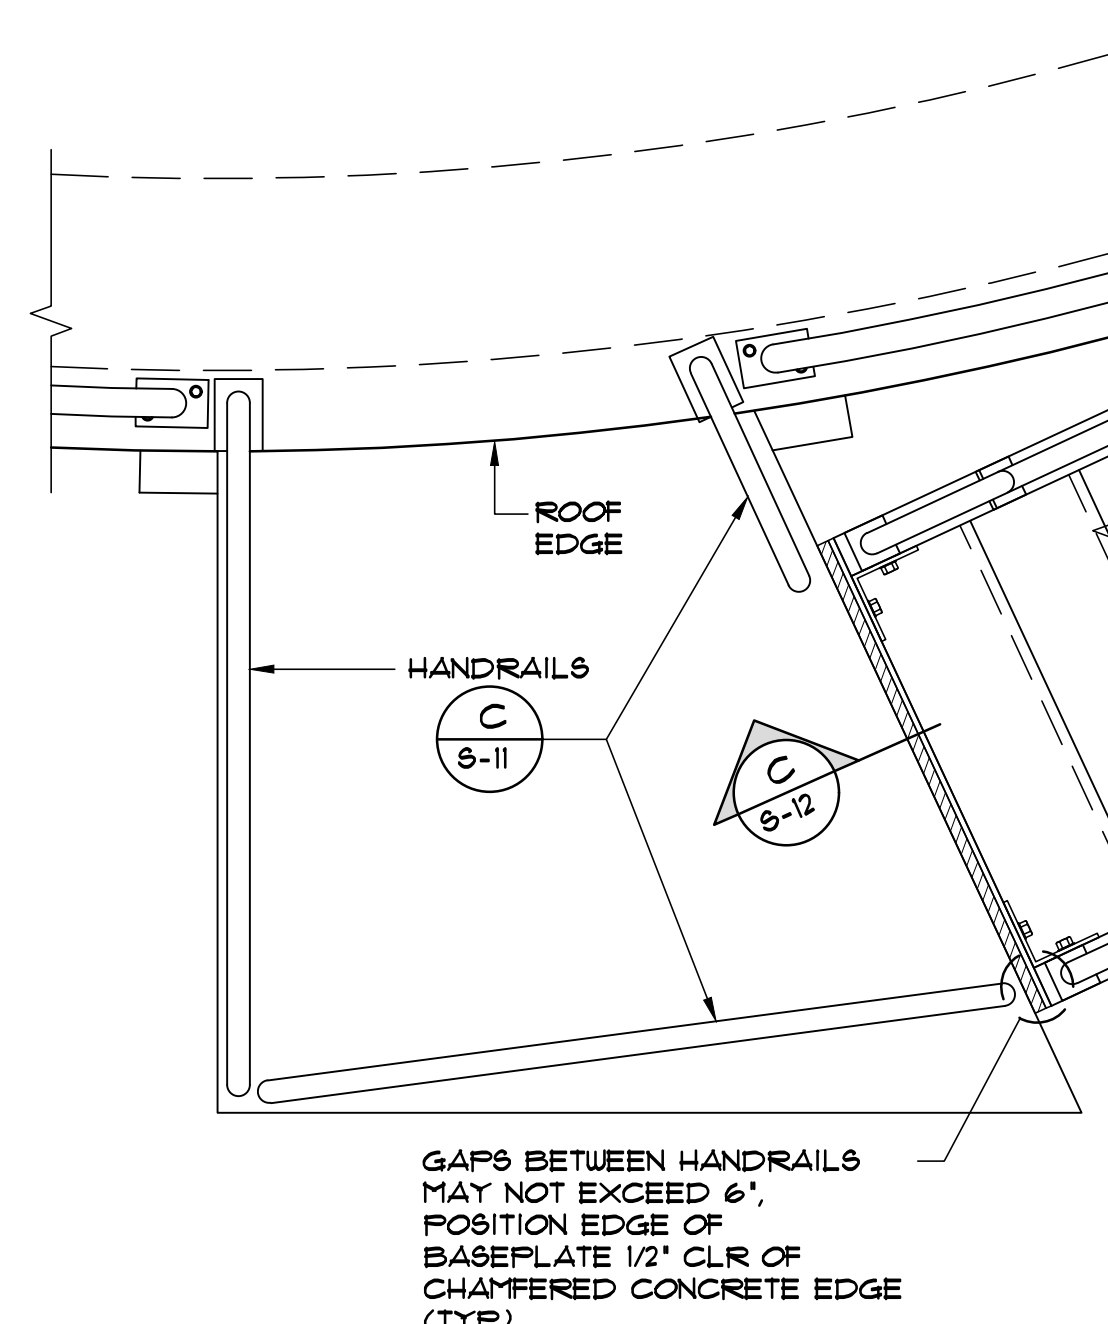 ROOF
EDGE
HANDRAILS
C
S-11
C
S-12
GAPS BETWEEN HANDRAILS
MAY NOT EXCEED 6",
POSITION EDGE OF
BASEPLATE 1/2" CLR OF
CHAMFERED CONCRETE EDGE
(TYP.)